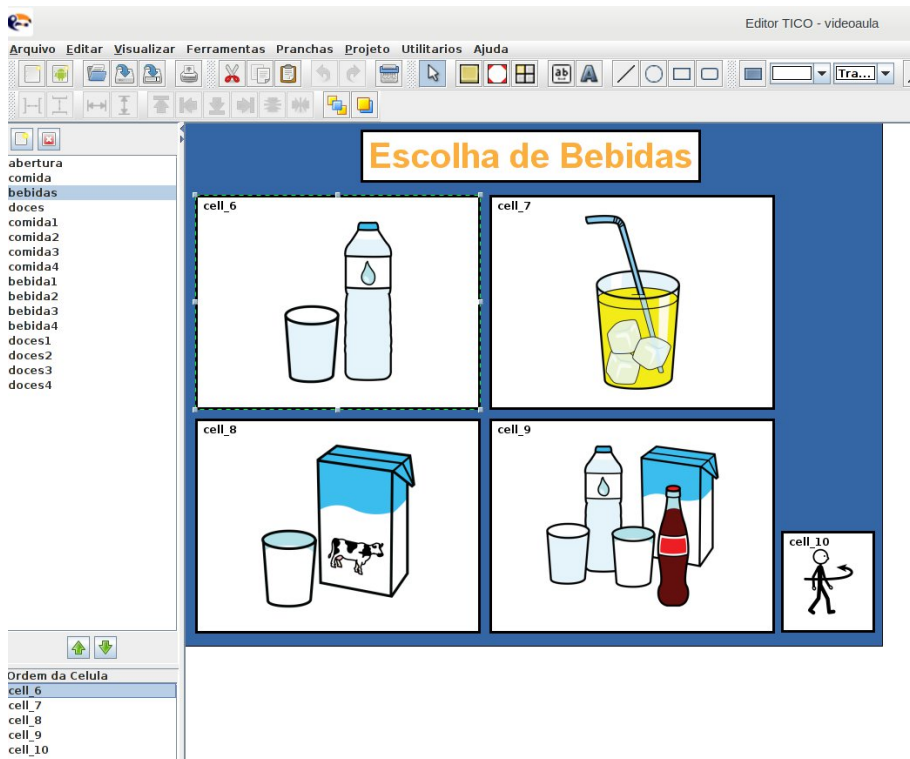 Editor TICO - videoaula
Arquivo Editar Visualizar Ferramentas Pranchas Projeto Utilitarios Ajuda
ab A Tra...
abertura
comida
bebidas
doces
comida1
comida2
comida3
comida4
bebida1
bebida2
bebida3
bebida4
doces1
doces2
doces3
doces4
Escolha de Bebidas
cell_6
cell_7
cell_8
cell_9
cell_10
Ordem da Celula
cell_6
cell_7
cell_8
cell_9
cell_10